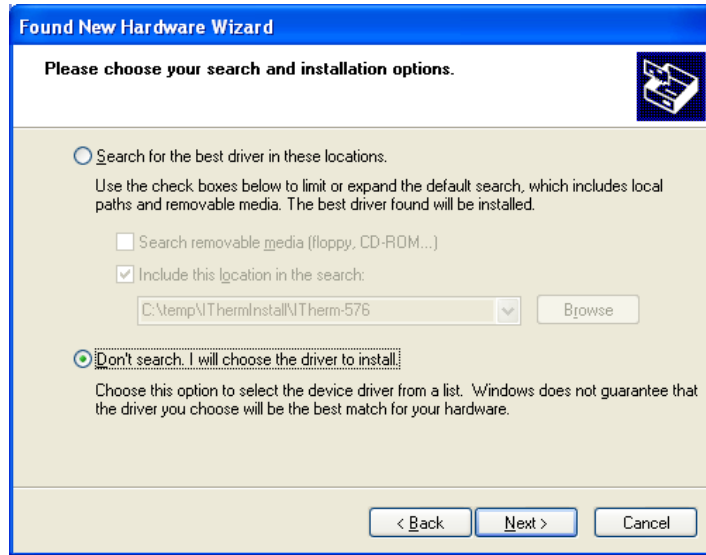 Found New Hardware Wizard
Please choose your search and installation options.
Search for the best driver in these locations.
Use the check boxes below to limit or expand the default search, which includes local
paths and removable media. The best driver found will be installed.
Search removable media (floppy, CD-ROM...)
Include this location in the search:
C:\temp\IThermInstall\ITherm-576
Browse
Don't search. I will choose the driver to install.
Choose this option to select the device driver from a list. Windows does not guarantee that
the driver you choose will be the best match for your hardware.
< Back Next > Cancel